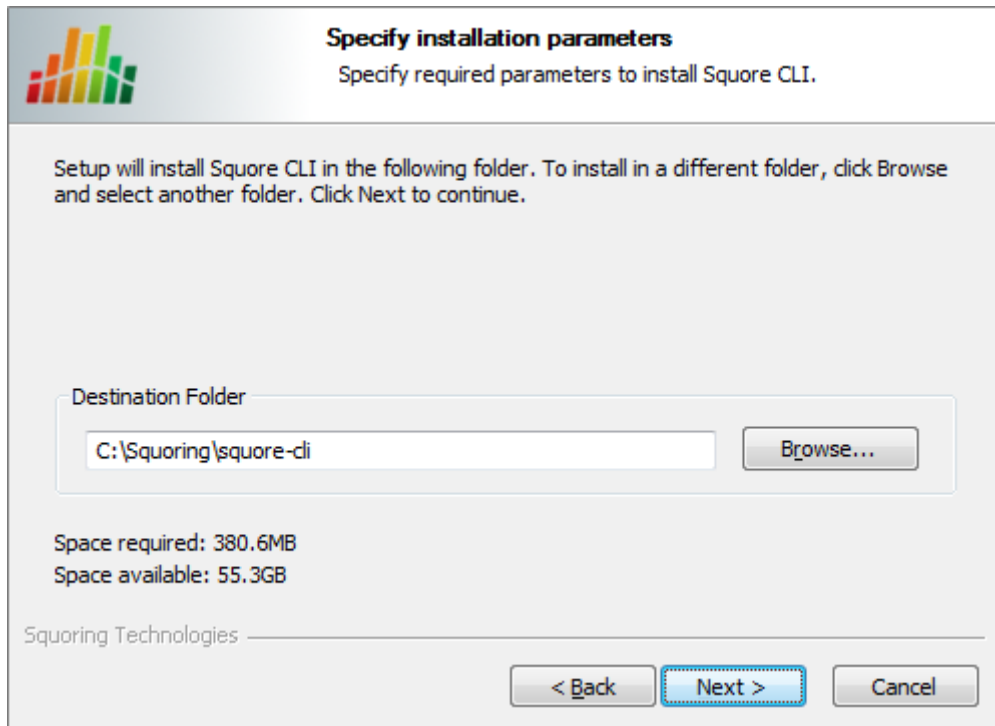 Specify installation parameters
Specify required parameters to install Squore CLI.
Setup will install Squore CLI in the following folder. To install in a different folder, click Browse
and select another folder. Click Next to continue.
Destination Folder
C:\Squoring\squore-cli
Browse...
Space required: 380.6MB
Space available: 55.3GB
Squoring Technologies
< Back
Next >
Cancel